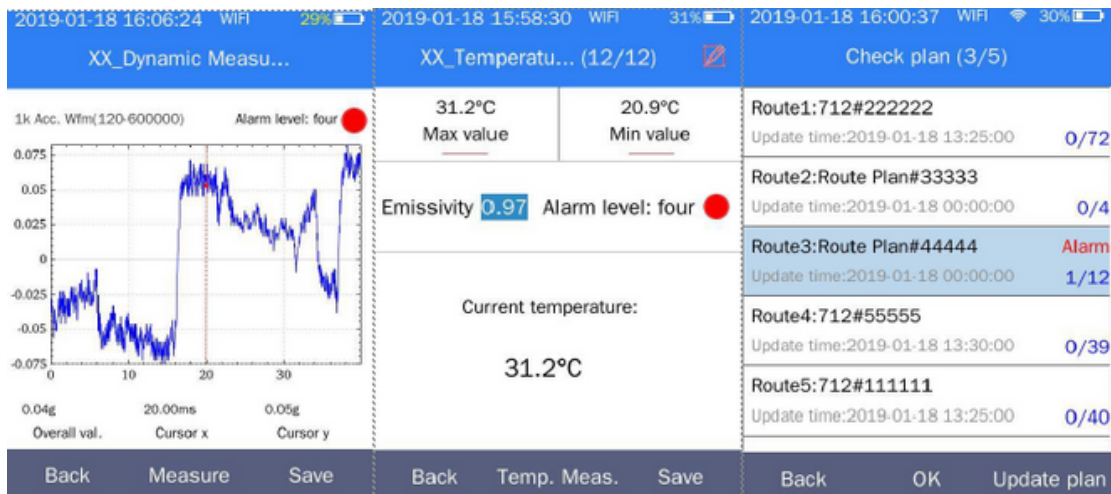 2019-01-18 16:06:24 WIFI 29%
XX_Dynamic Measu...
1k Acc. Wfm(120-600000) Alarm level: four
0.075
0.05
0.025
0
-0.025
-0.05
-0.075
0 10 20 30
0.04g 20.00ms 0.05g
Overall val. Cursor x Cursor y
Back Measure Save
2019-01-18 15:58:30 WIFI 31%
XX_Temperatu... (12/12)
31.2°C 20.9°C
Max value Min value
Emissivity 0.97 Alarm level: four
Current temperature:
31.2°C
Back Temp. Meas. Save
2019-01-18 16:00:37 WIFI 30%
Check plan (3/5)
Route1:712#222222
Update time:2019-01-18 13:25:00 0/72
Route2:Route Plan#33333
Update time:2019-01-18 00:00:00 0/4
Route3:Route Plan#44444 Alarm
Update time:2019-01-18 00:00:00 1/12
Route4:712#55555
Update time:2019-01-18 13:30:00 0/39
Route5:712#111111
Update time:2019-01-18 13:25:00 0/40
Back OK Update plan